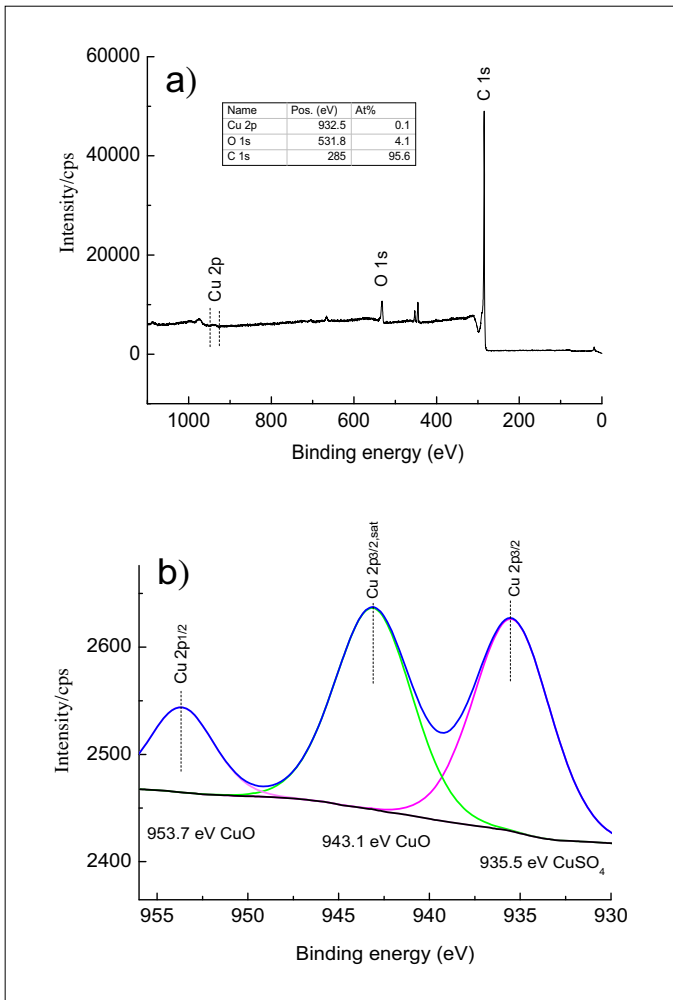 a)
C 1s
Name Pos. (eV) At%
Cu 2p 932.5 0.1
O 1s 531.8 4.1
C 1s 285 95.6
60000
40000
20000
0
Intensity/cps
Cu 2p
O 1s
1000 800 600 400 200 0
Binding energy (eV)
b)
Cu 2p1/2
Cu 2p3/2,sat
Cu 2p3/2
2600
2500
2400
Intensity/cps
953.7 eV CuO
943.1 eV CuO
935.5 eV CuSO4
955 950 945 940 935 930
Binding energy (eV)